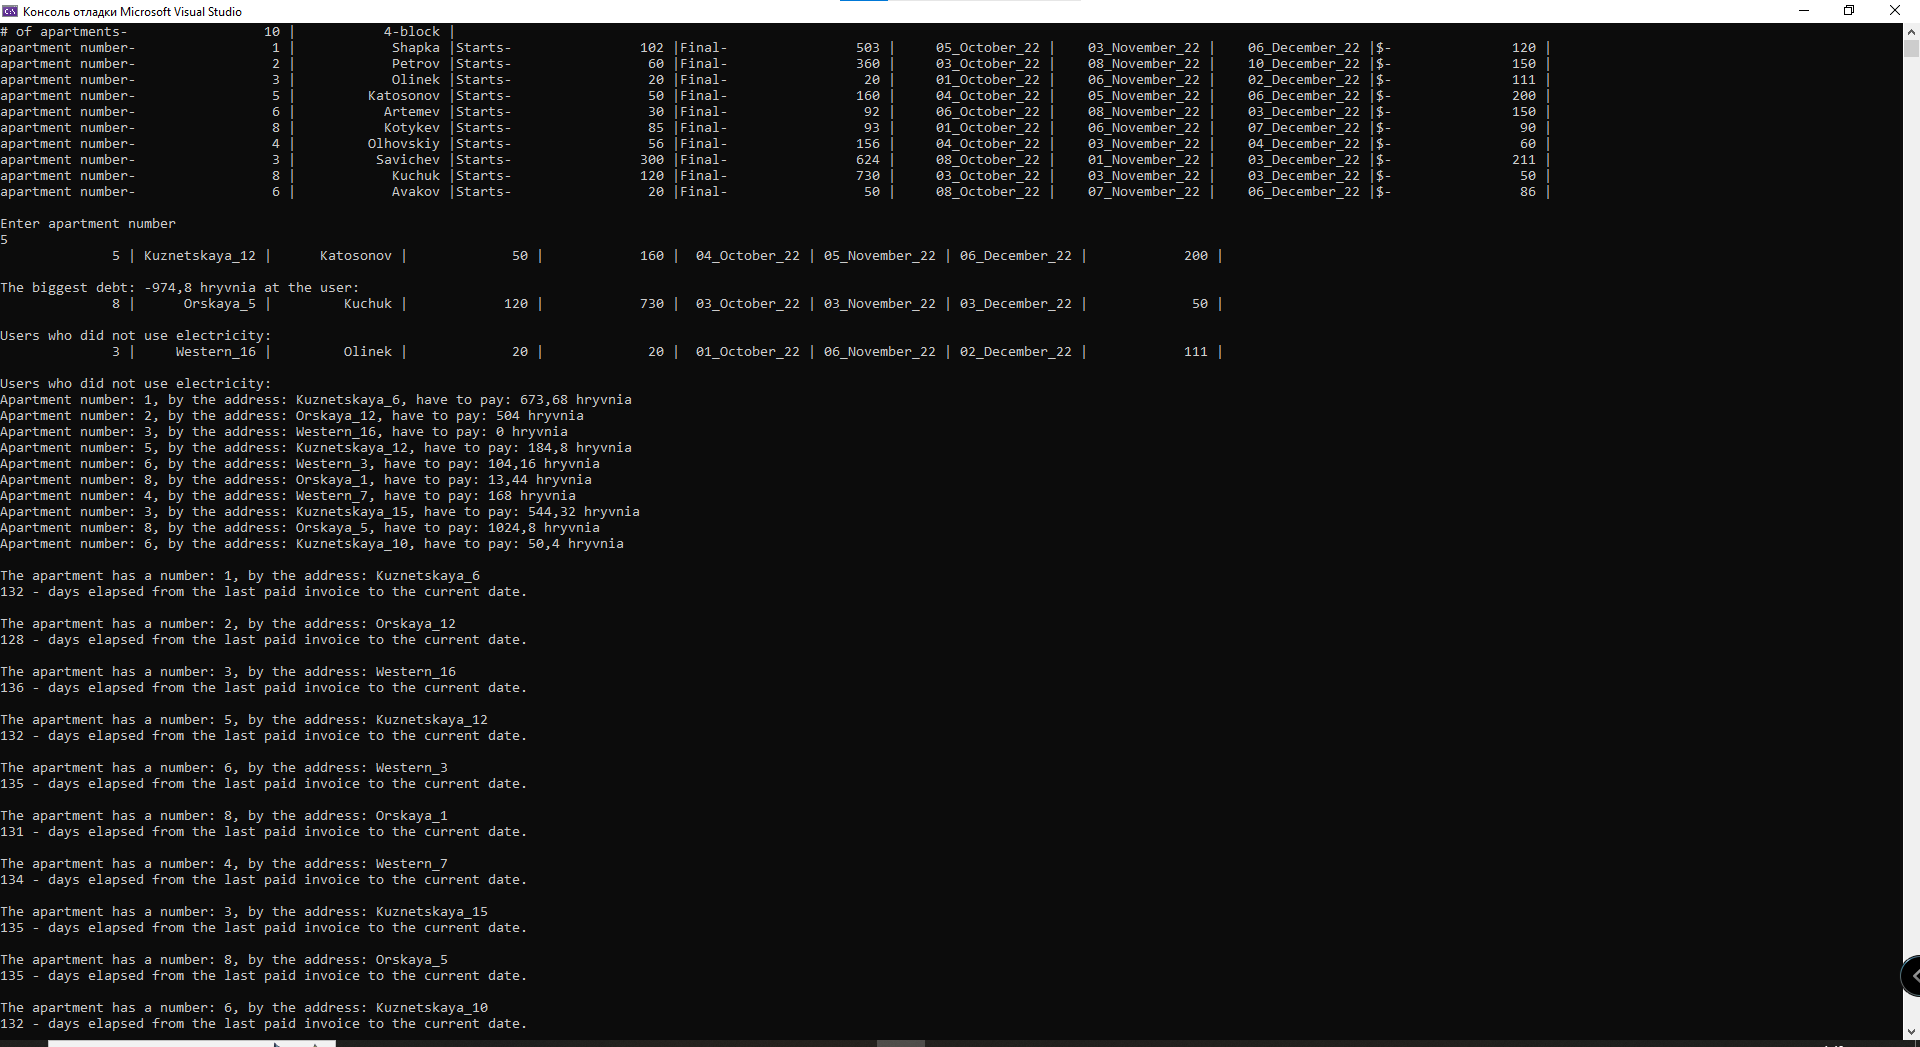 Консоль отладки Microsoft Visual Studio
# of apartments- 10 | 4-block |
apartment number- 1 | Shapka |Starts- 102 |Final- 503 | 05_October_22 | 03_November_22 | 06_December_22 |$- 120 |
apartment number- 2 | Petrov |Starts- 60 |Final- 360 | 03_October_22 | 08_November_22 | 10_December_22 |$- 150 |
apartment number- 3 | Olinek |Starts- 20 |Final- 20 | 01_October_22 | 06_November_22 | 02_December_22 |$- 111 |
apartment number- 5 | Katosonov |Starts- 50 |Final- 160 | 04_October_22 | 05_November_22 | 06_December_22 |$- 200 |
apartment number- 6 | Artemev |Starts- 30 |Final- 92 | 06_October_22 | 08_November_22 | 03_December_22 |$- 150 |
apartment number- 8 | Kotykev |Starts- 85 |Final- 93 | 01_October_22 | 06_November_22 | 07_December_22 |$- 90 |
apartment number- 4 | Olhovskiy |Starts- 56 |Final- 156 | 04_October_22 | 03_November_22 | 04_December_22 |$- 60 |
apartment number- 3 | Savichev |Starts- 300 |Final- 624 | 08_October_22 | 01_November_22 | 03_December_22 |$- 211 |
apartment number- 8 | Kuchuk |Starts- 120 |Final- 730 | 03_October_22 | 03_November_22 | 03_December_22 |$- 50 |
apartment number- 6 | Avakov |Starts- 20 |Final- 50 | 08_October_22 | 07_November_22 | 06_December_22 |$- 86 |
Enter apartment number
5
5 | Kuznetskaya_12 | Katosonov | 50 | 160 | 04_October_22 | 05_November_22 | 06_December_22 | 200 |
The biggest debt: -974,8 hryvnia at the user:
8 | Orskaya_5 | Kuchuk | 120 | 730 | 03_October_22 | 03_November_22 | 03_December_22 | 50 |
Users who did not use electricity:
3 | Western_16 | Olinek | 20 | 20 | 01_October_22 | 06_November_22 | 02_December_22 | 111 |
Users who did not use electricity:
Apartment number: 1, by the address: Kuznetskaya_6, have to pay: 673,68 hryvnia
Apartment number: 2, by the address: Orskaya_12, have to pay: 504 hryvnia
Apartment number: 3, by the address: Western_16, have to pay: 0 hryvnia
Apartment number: 5, by the address: Kuznetskaya_12, have to pay: 184,8 hryvnia
Apartment number: 6, by the address: Western_3, have to pay: 104,16 hryvnia
Apartment number: 8, by the address: Orskaya_1, have to pay: 13,44 hryvnia
Apartment number: 4, by the address: Western_7, have to pay: 168 hryvnia
Apartment number: 3, by the address: Kuznetskaya_15, have to pay: 544,32 hryvnia
Apartment number: 8, by the address: Orskaya_5, have to pay: 1024,8 hryvnia
Apartment number: 6, by the address: Kuznetskaya_10, have to pay: 50,4 hryvnia
The apartment has a number: 1, by the address: Kuznetskaya_6
132 - days elapsed from the last paid invoice to the current date.
The apartment has a number: 2, by the address: Orskaya_12
128 - days elapsed from the last paid invoice to the current date.
The apartment has a number: 3, by the address: Western_16
136 - days elapsed from the last paid invoice to the current date.
The apartment has a number: 5, by the address: Kuznetskaya_12
132 - days elapsed from the last paid invoice to the current date.
The apartment has a number: 6, by the address: Western_3
135 - days elapsed from the last paid invoice to the current date.
The apartment has a number: 8, by the address: Orskaya_1
131 - days elapsed from the last paid invoice to the current date.
The apartment has a number: 4, by the address: Western_7
134 - days elapsed from the last paid invoice to the current date.
The apartment has a number: 3, by the address: Kuznetskaya_15
135 - days elapsed from the last paid invoice to the current date.
The apartment has a number: 8, by the address: Orskaya_5
135 - days elapsed from the last paid invoice to the current date.
The apartment has a number: 6, by the address: Kuznetskaya_10
132 - days elapsed from the last paid invoice to the current date.